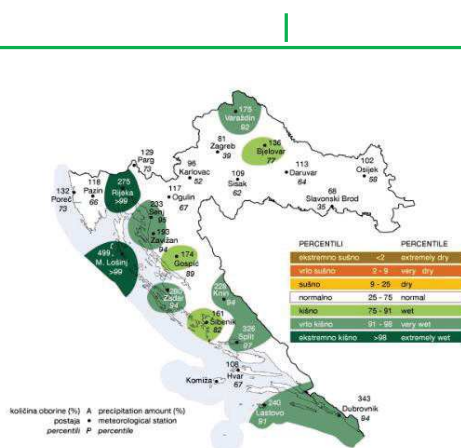 175
Varaždin
92
81
Zagreb
39
136
Bjelovar
77
129
Parg
73
275
Rijeka
>99
118
Pazin
66
132
Poreč
73
96
Karlovac
52
117
Ogulin
67
109
Sisak
62
113
Daruvar
64
102
Osijek
58
68
Slavonski Brod
35
233
Senj
95
193
Zavižan
94
499
M. Lošinj
>99
174
Gospić
89
Zadar
94
Knin
94
161
Šibenik
82
326
Split
97
108
Hvar
67
Komiža
240
Lastovo
91
343
Dubrovnik
94
PERCENTILI PERCENTILE
ekstremno sušno <2 extremely dry
vrlo sušno 2 - 9 very dry
sušno 9 - 25 dry
normalno 25 - 75 normal
kišno 75 - 91 wet
vrlo kišno 91 - 98 very wet
ekstremno kišno >98 extremely wet
količina oborine (%) A precipitation amount (%)
postaja • meteorological station
percentili P percentile